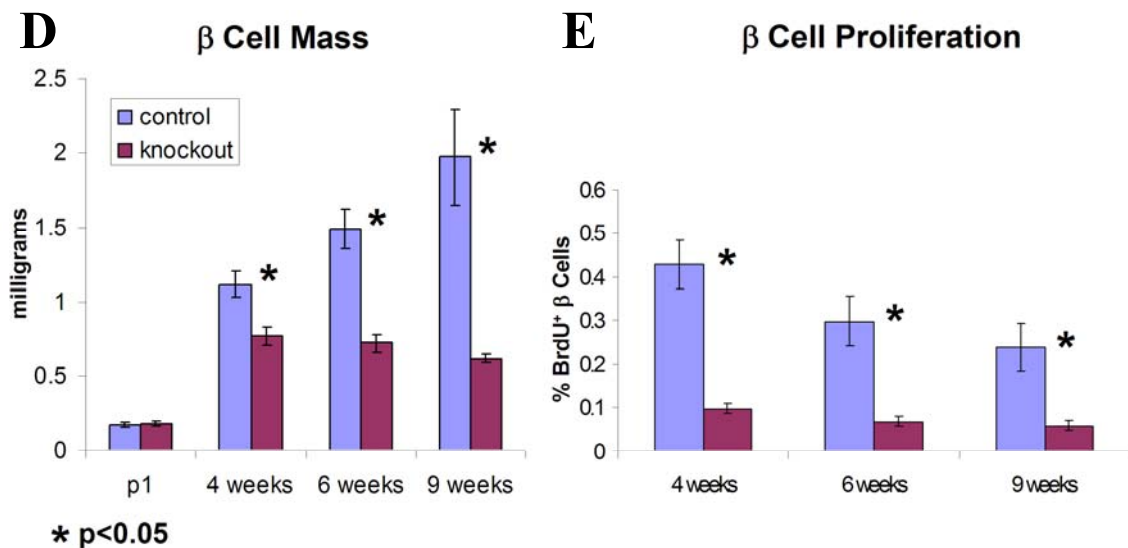 D
β Cell Mass
2.5
2
1.5
1
0.5
0
milligrams
control
knockout
*
*
*
p1
4 weeks
6 weeks
9 weeks
* p<0.05
E
β Cell Proliferation
0.6
0.5
0.4
0.3
0.2
0.1
0
% BrdU⁺ β Cells
*
*
*
4 weeks
6 weeks
9 weeks